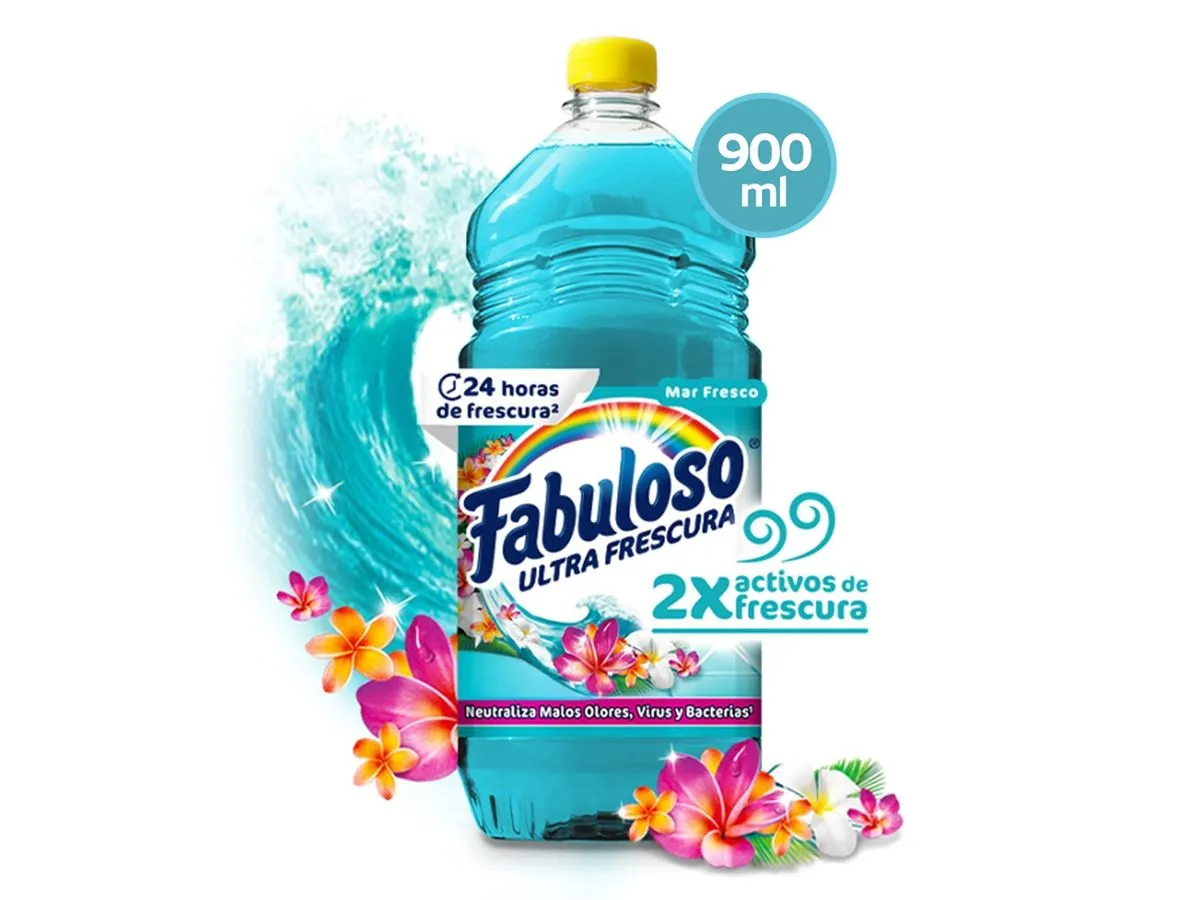 900
ml
24 horas
de frescura²
Mar Fresco
Fabuloso®
ULTRA FRESCURA
2X activos de
frescura
Neutraliza Malos Olores, Virus y Bacterias¹